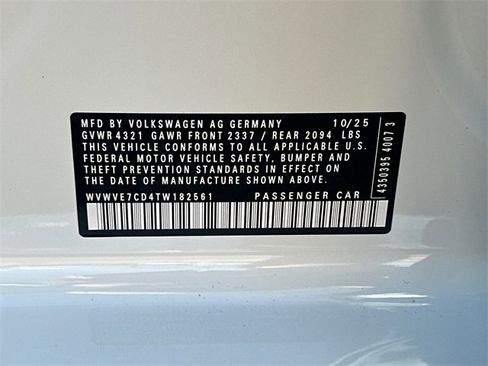 MFD BY VOLKSWAGEN AG GERMANY 10/25
GVWR 4321 GAWR FRONT 2337 / REAR 2094 LBS
THIS VEHICLE CONFORMS TO ALL APPLICABLE U.S.
FEDERAL MOTOR VEHICLE SAFETY, BUMPER AND
THEFT PREVENTION STANDARDS IN EFFECT ON
THE DATE OF MANUFACTURE SHOWN ABOVE.
WVWVE7CD4TW182561 PASSENGER CAR
4350395 4007 3